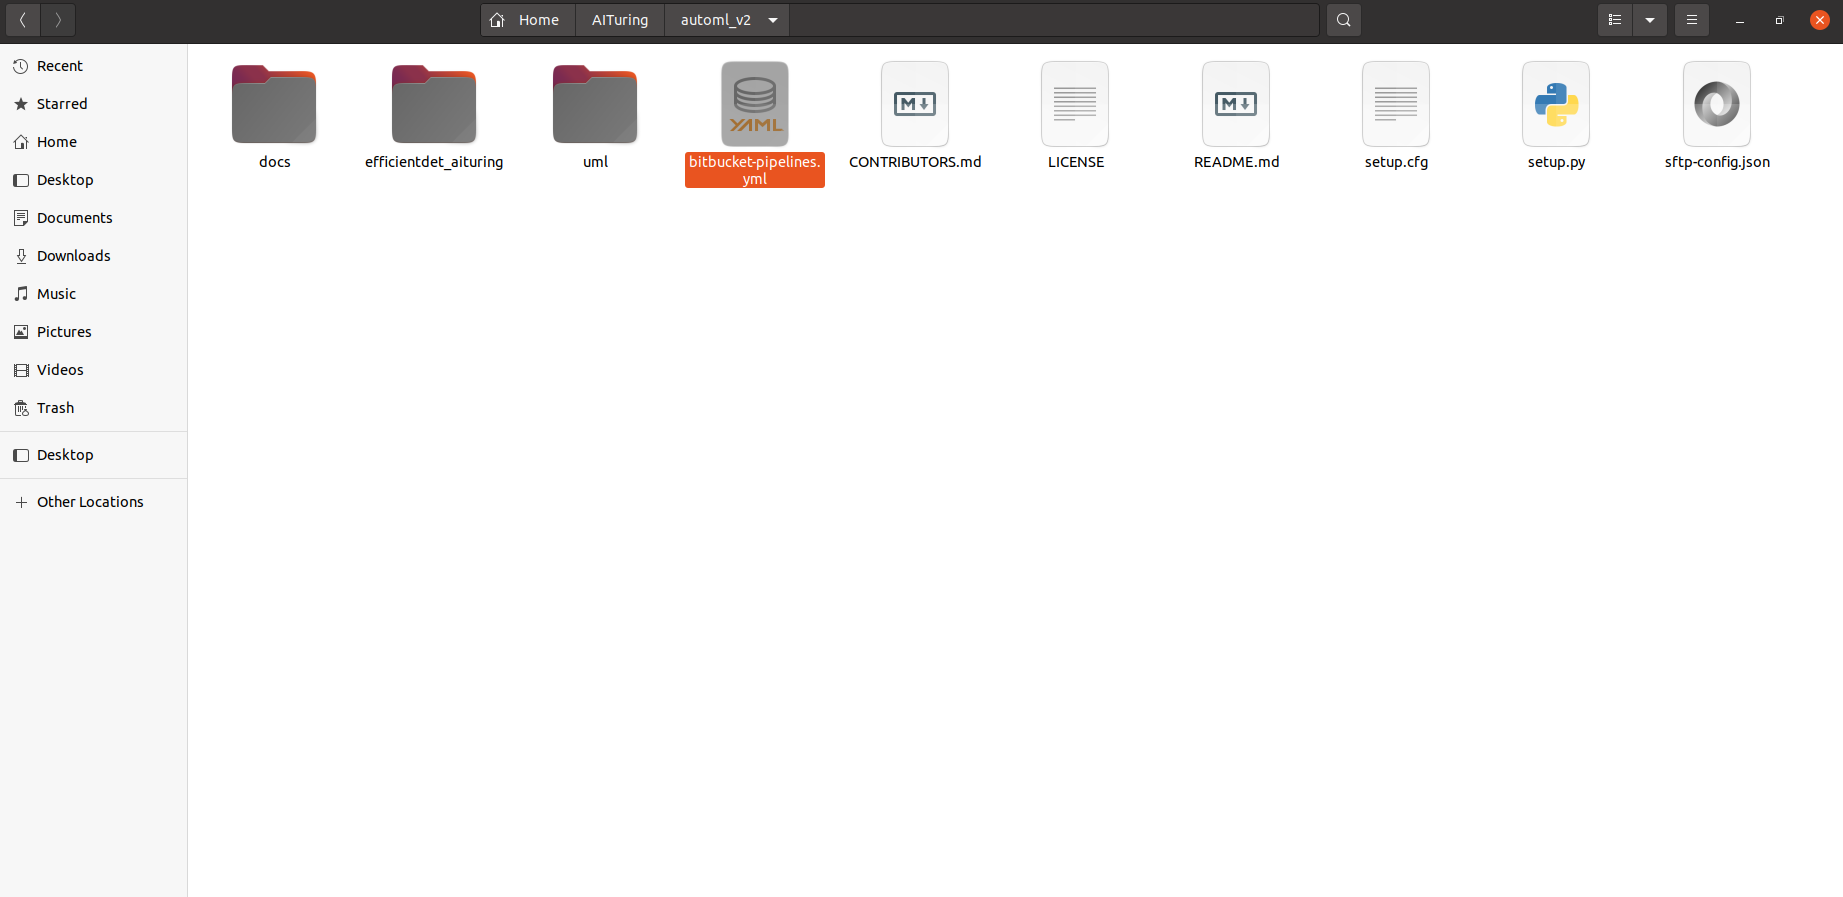 Home AITuring automl_v2
Recent
Starred
Home
Desktop
Documents
Downloads
Music
Pictures
Videos
Trash
Desktop
Other Locations
docs
efficientdet_aituring
uml
YAML
bitbucket-pipelines.
yml
M
CONTRIBUTORS.md
LICENSE
M
README.md
setup.cfg
setup.py
sftp-config.json